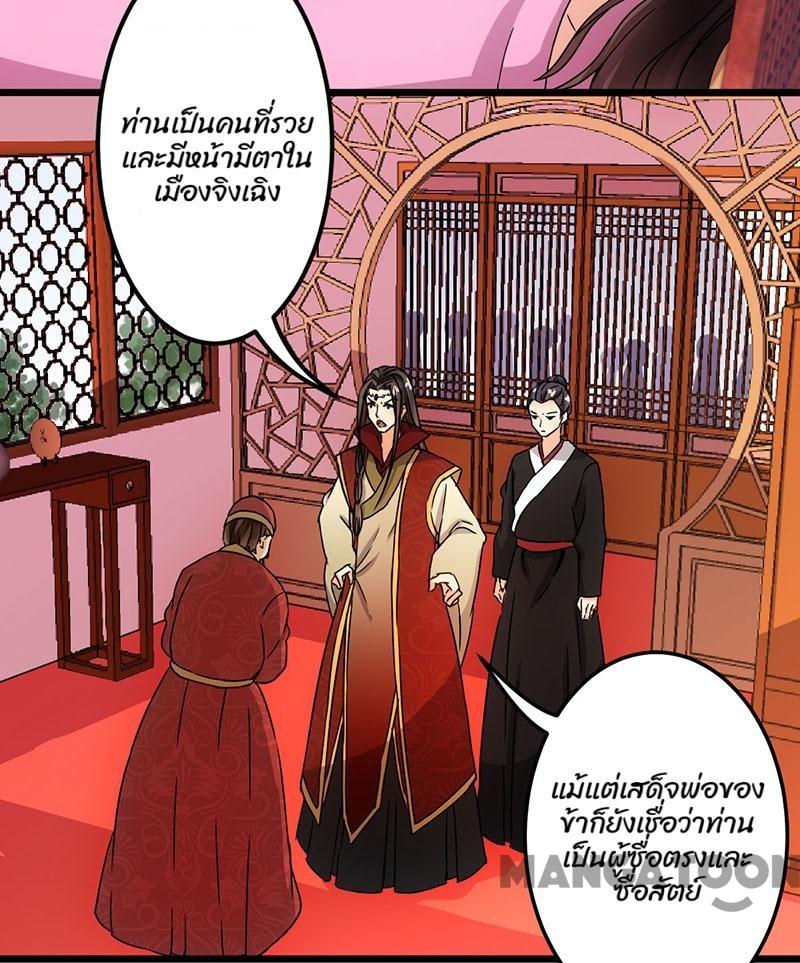 ท่านเป็นคนที่รวย
และมีหน้ามีตาใน
เมืองจิงเฉิง
แม้แต่เสด็จพ่อของ
ข้าก็ยังเชื่อว่าท่าน
เป็นผู้ซื่อตรงและ
ซื่อสัตย์
MANGATOON